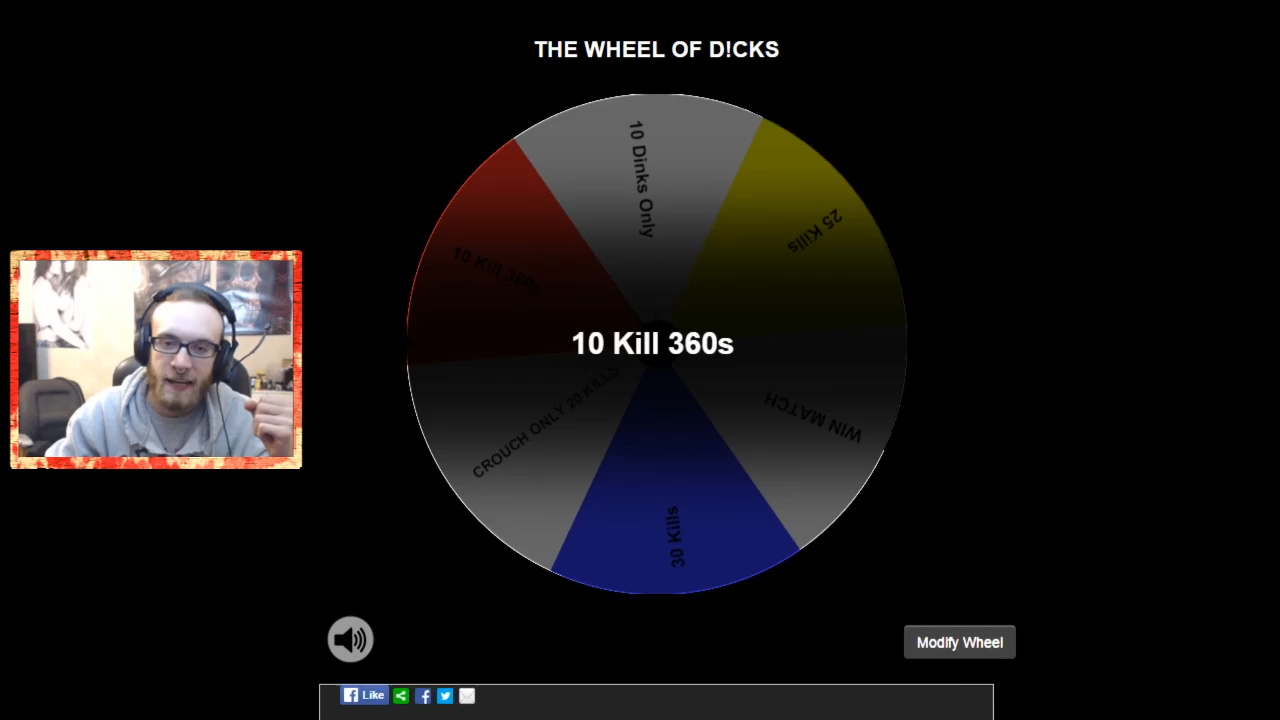 THE WHEEL OF D!CKS
10 Dinks Only
25 Kills
10 Kill 360s
10 Kill 360s
CROUCH ONLY 20 KILLS
WIN MATCH
30 Kills
Modify Wheel
Like